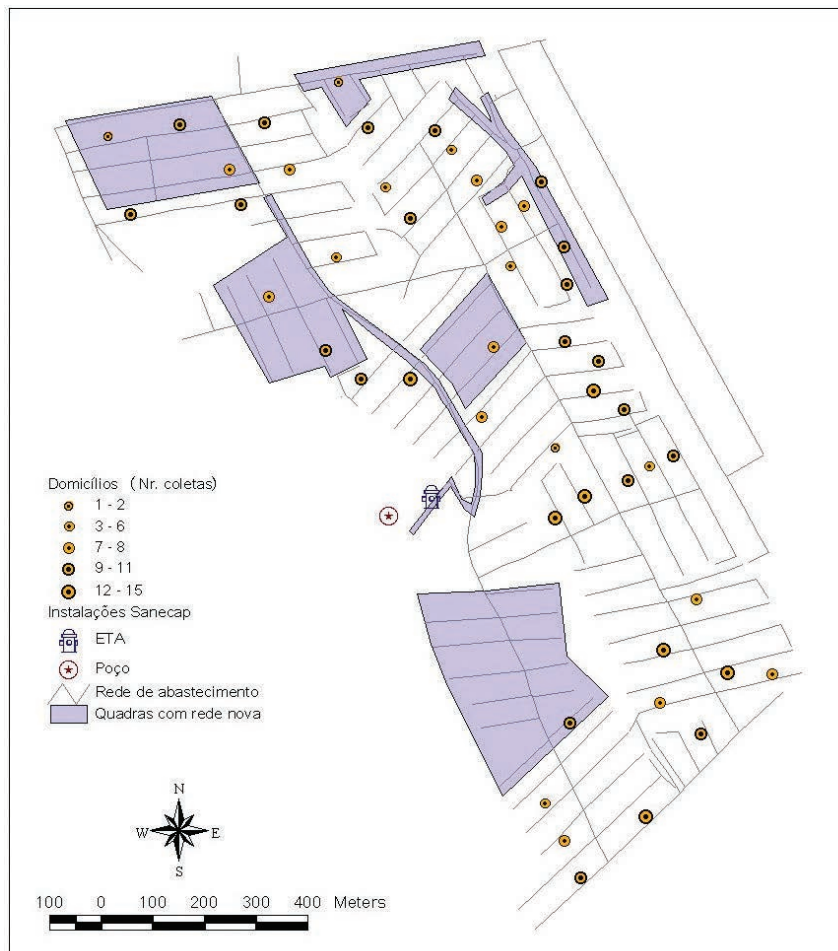 Domicílios (Nr. coletas)
1 - 2
3 - 6
7 - 8
9 - 11
12 - 15
Instalações Sanecap
ETA
Poço
Rede de abastecimento
Quadras com rede nova
N
W E
S
100 0 100 200 300 400 Meters